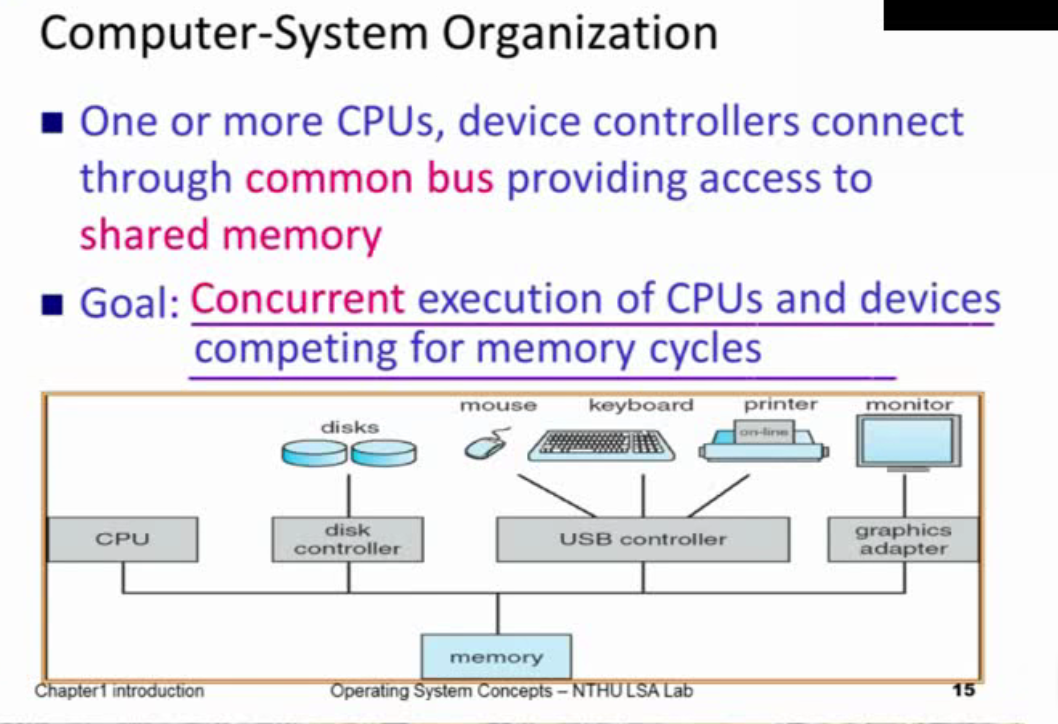 Computer-System Organization
One or more CPUs, device controllers connect
through common bus providing access to
shared memory
Goal: Concurrent execution of CPUs and devices
competing for memory cycles
mouse keyboard printer monitor
disks
on-line
CPU
disk
controller
USB controller
graphics
adapter
memory
Chapter1 introduction
Operating System Concepts – NTHU LSA Lab
15